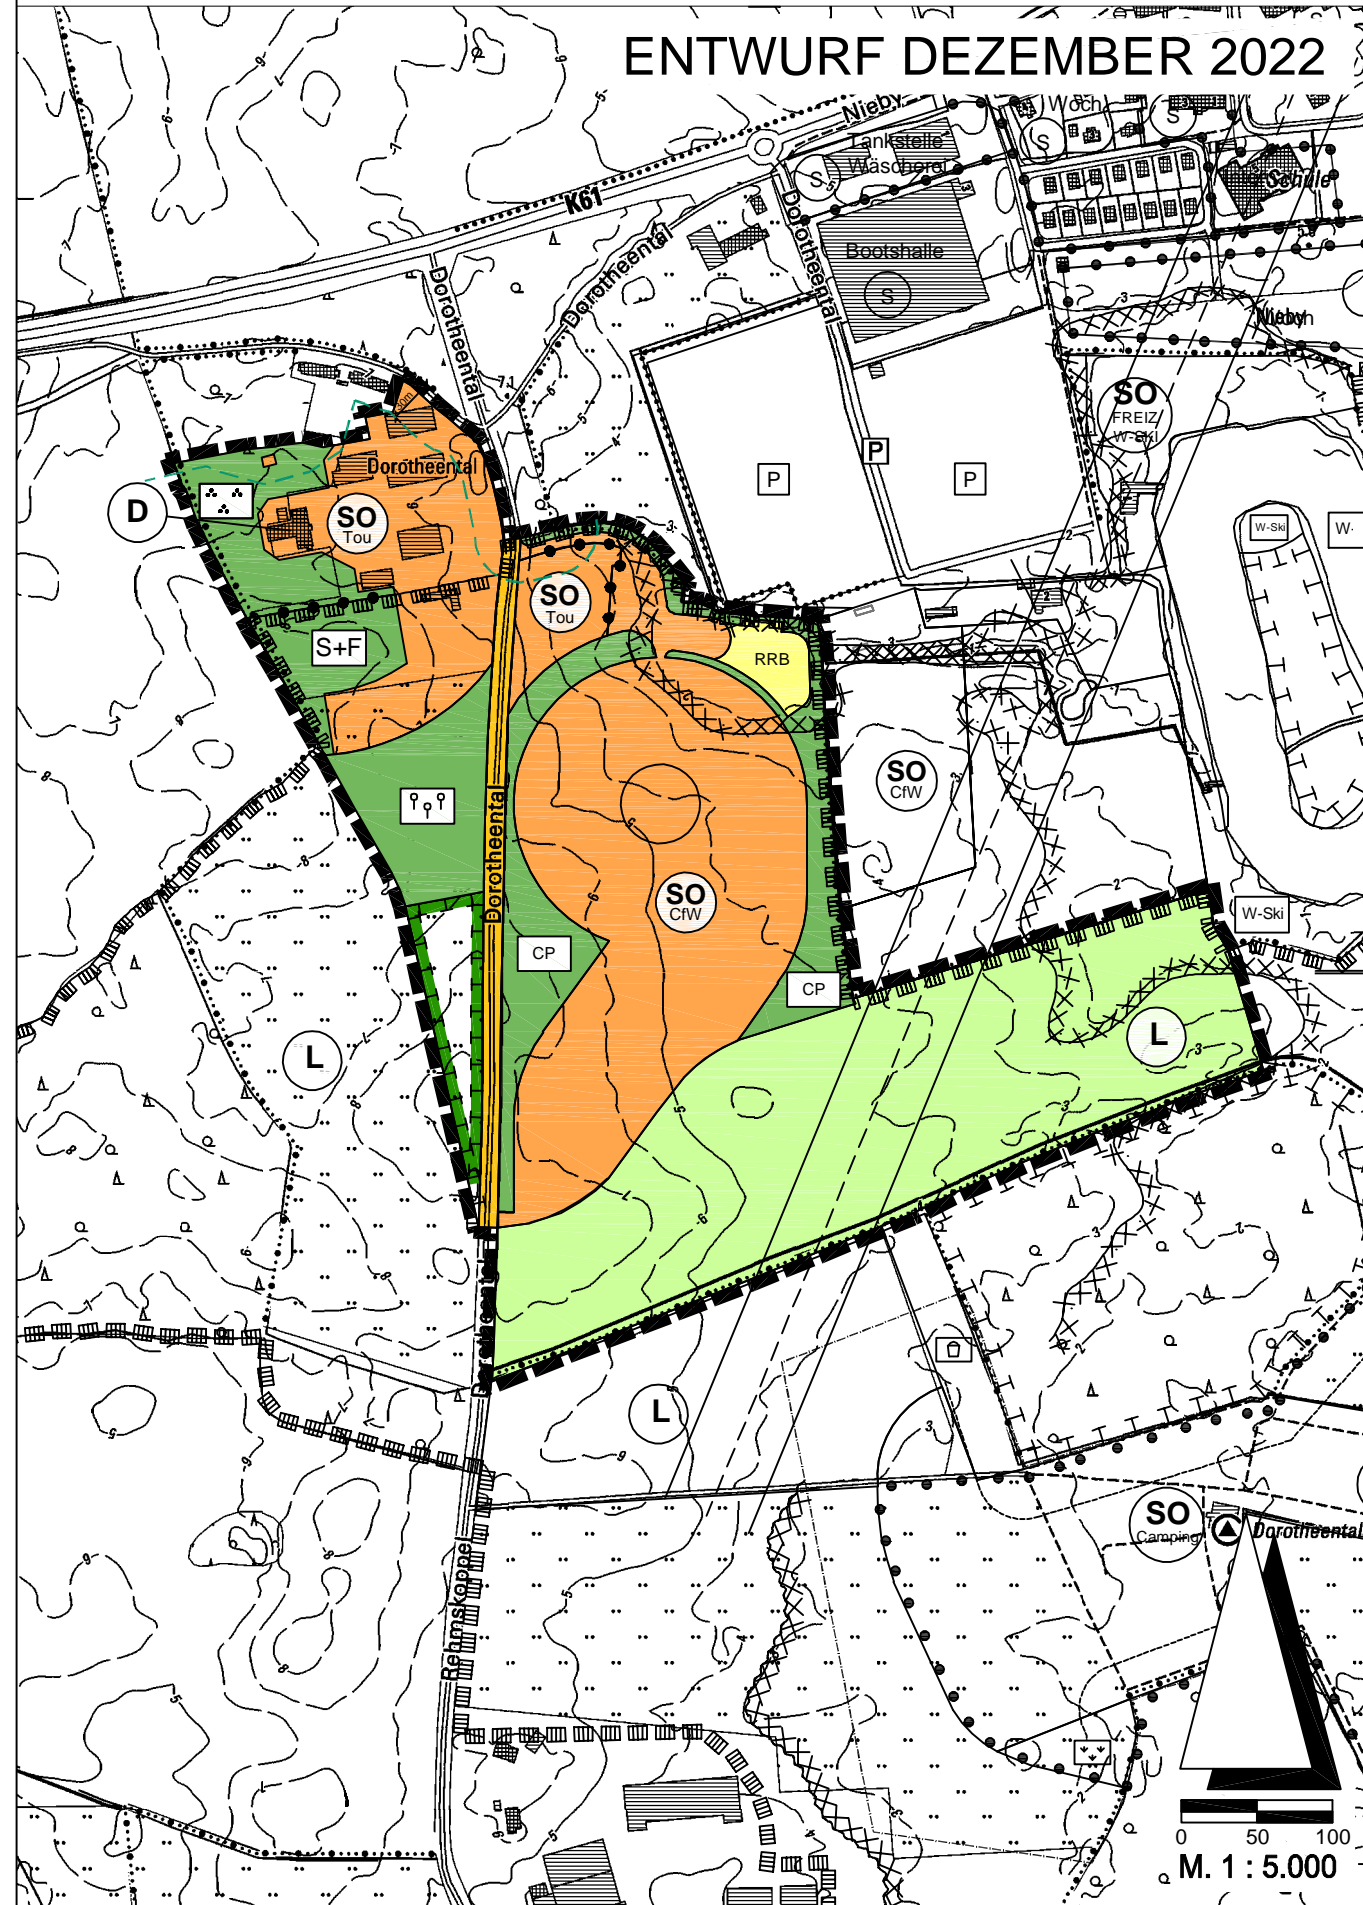 ENTWURF DEZEMBER 2022
Nieby
Woch
S
Tankstelle
S
Wäscherei
S
Schule
K61
Dorotheental
Dorotheental
Dorotheental
Bootshalle
S
Nieby
SO
FREIZ/
W-Ski
P
P
P
30m
Dorotheental
D
SO
Tou
SO
Tou
W-Ski
W-
S+F
RRB
SO
CfW
Dorotheental
SO
CfW
W-Ski
CP
CP
L
L
Dorotheental
L
SO
Camping
Dorotheental
Rehmskoppel
0 50 100
M. 1 : 5.000